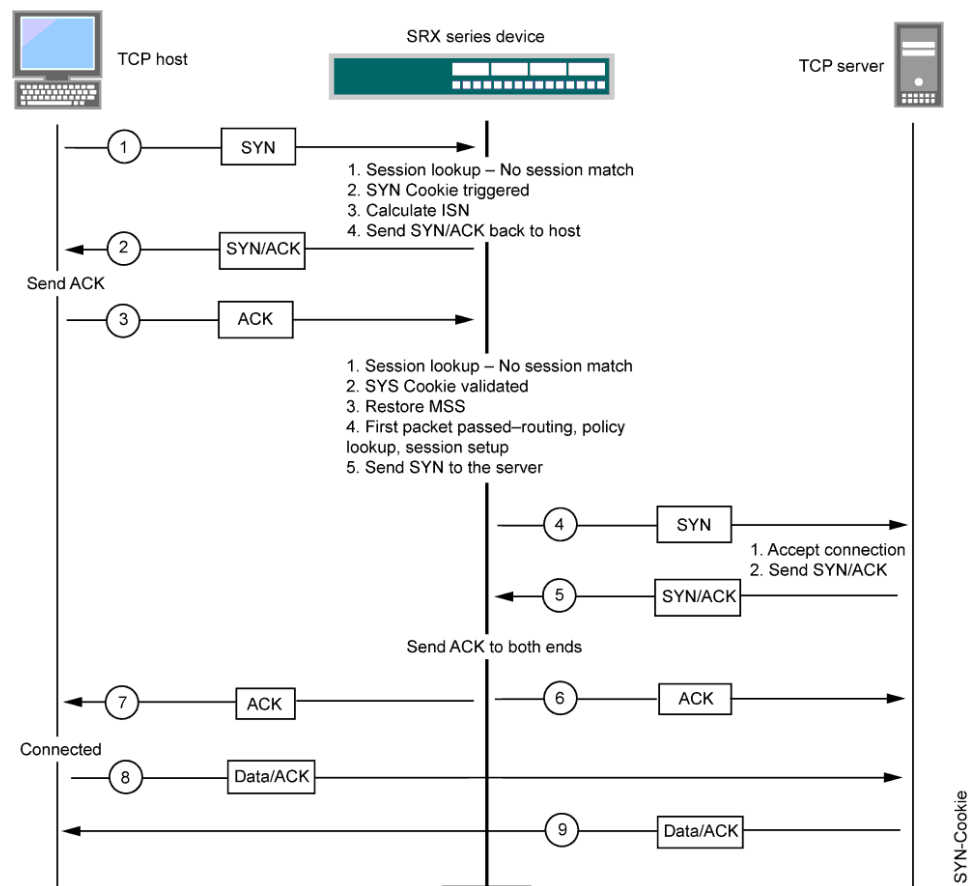 TCP host
SRX series device
TCP server
1
SYN
1. Session lookup – No session match
2. SYN Cookie triggered
3. Calculate ISN
4. Send SYN/ACK back to host
2
SYN/ACK
Send ACK
3
ACK
1. Session lookup – No session match
2. SYS Cookie validated
3. Restore MSS
4. First packet passed–routing, policy
lookup, session setup
5. Send SYN to the server
4
SYN
1. Accept connection
2. Send SYN/ACK
5
SYN/ACK
Send ACK to both ends
7
ACK
6
ACK
Connected
8
Data/ACK
9
Data/ACK
SYN-Cookie